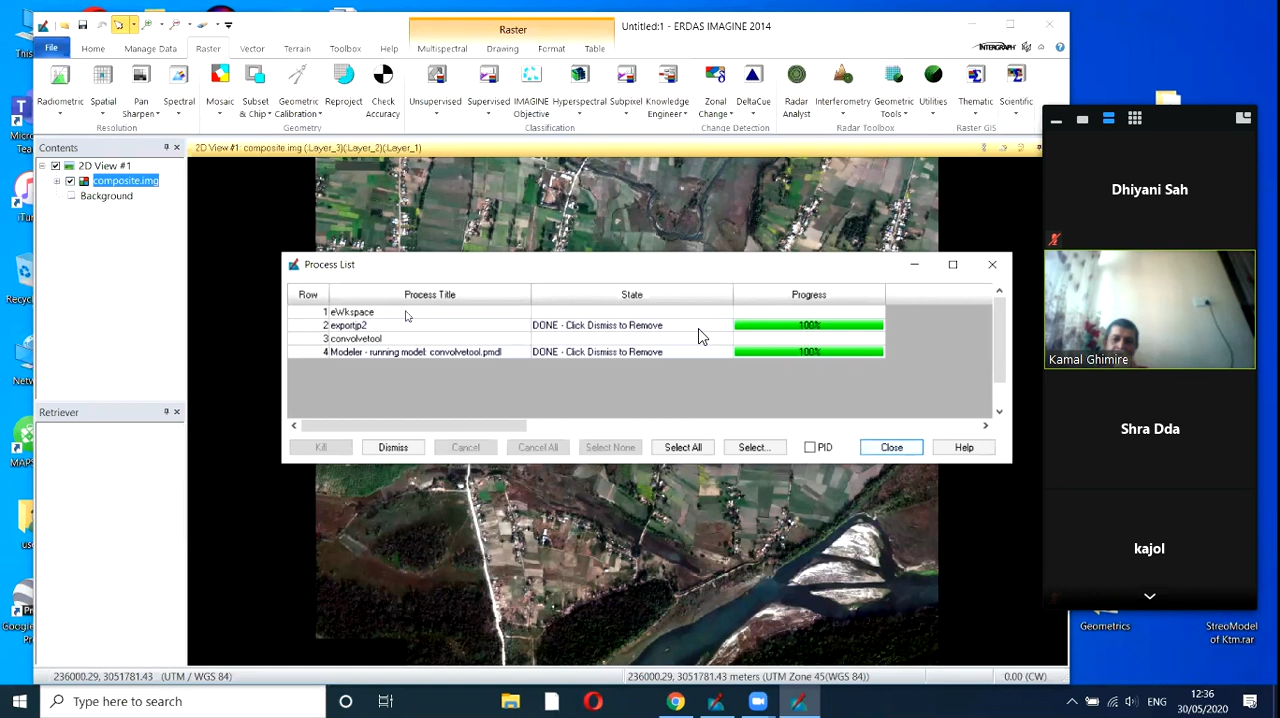 Raster
Untitled:1 - ERDAS IMAGINE 2014
File Home Manage Data Raster Vector Terrain Toolbox Help Multispectral Drawing Format Table
INTERGRAPH
Radiometric Spatial Pan Sharpen Spectral Mosaic Subset & Chip Geometric Calibration Reproject Check Accuracy Unsupervised Supervised IMAGINE Objective Hyperspectral Subpixel Knowledge Engineer Zonal Change DeltaCue Radar Analyst Interferometry Geometric Tools Utilities Thematic Scientific
Resolution Geometry Classification Change Detection Radar Toolbox Raster GIS
Contents
2D View #1: composite.img (:Layer_3)(:Layer_2)(:Layer_1)
2D View #1
composite.img
Background
Retriever
Process List
Row Process Title State Progress
1 eWkspace
2 exportjp2 DONE - Click Dismiss to Remove 100%
3 convolvetool
4 Modeler - running model: convolvetool.pmdl DONE - Click Dismiss to Remove 100%
Kill Dismiss Cancel Cancel All Select None Select All Select... PID Close Help
Dhiyani Sah
Kamal Ghimire
Shra Dda
kajol
Geometrics
StreoModel
of Ktm.rar
236000.29, 3051781.43 (UTM / WGS 84)
236000.29, 3051781.43 meters (UTM Zone 45(WGS 84)
0.00 (CW)
Type here to search
ENG
12:36
30/05/2020